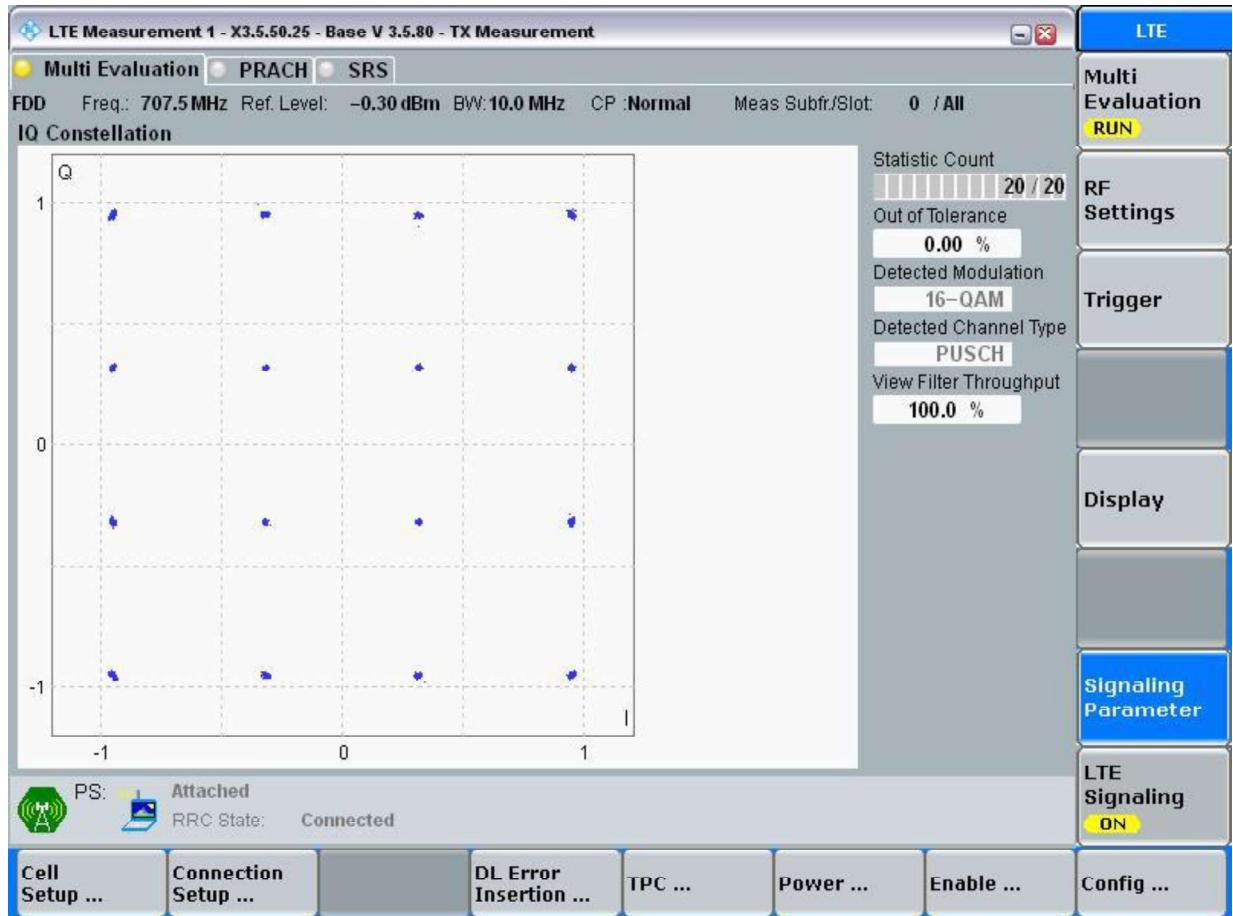 LTE Measurement 1 - X3.5.50.25 - Base V 3.5.80 - TX Measurement
LTE
Multi Evaluation PRACH SRS
FDD Freq.: 707.5 MHz Ref. Level: -0.30 dBm BW: 10.0 MHz CP :Normal Meas Subfr./Slot: 0 / All
IQ Constellation
Q
1
0
-1
I
-1 0 1
Statistic Count
20 / 20
Out of Tolerance
0.00 %
Detected Modulation
16-QAM
Detected Channel Type
PUSCH
View Filter Throughput
100.0 %
Multi
Evaluation
RUN
RF
Settings
Trigger
Display
Signaling
Parameter
LTE
Signaling
ON
PS: Attached
RRC State: Connected
Cell
Setup ...
Connection
Setup ...
DL Error
Insertion ...
TPC ...
Power ...
Enable ...
Config ...